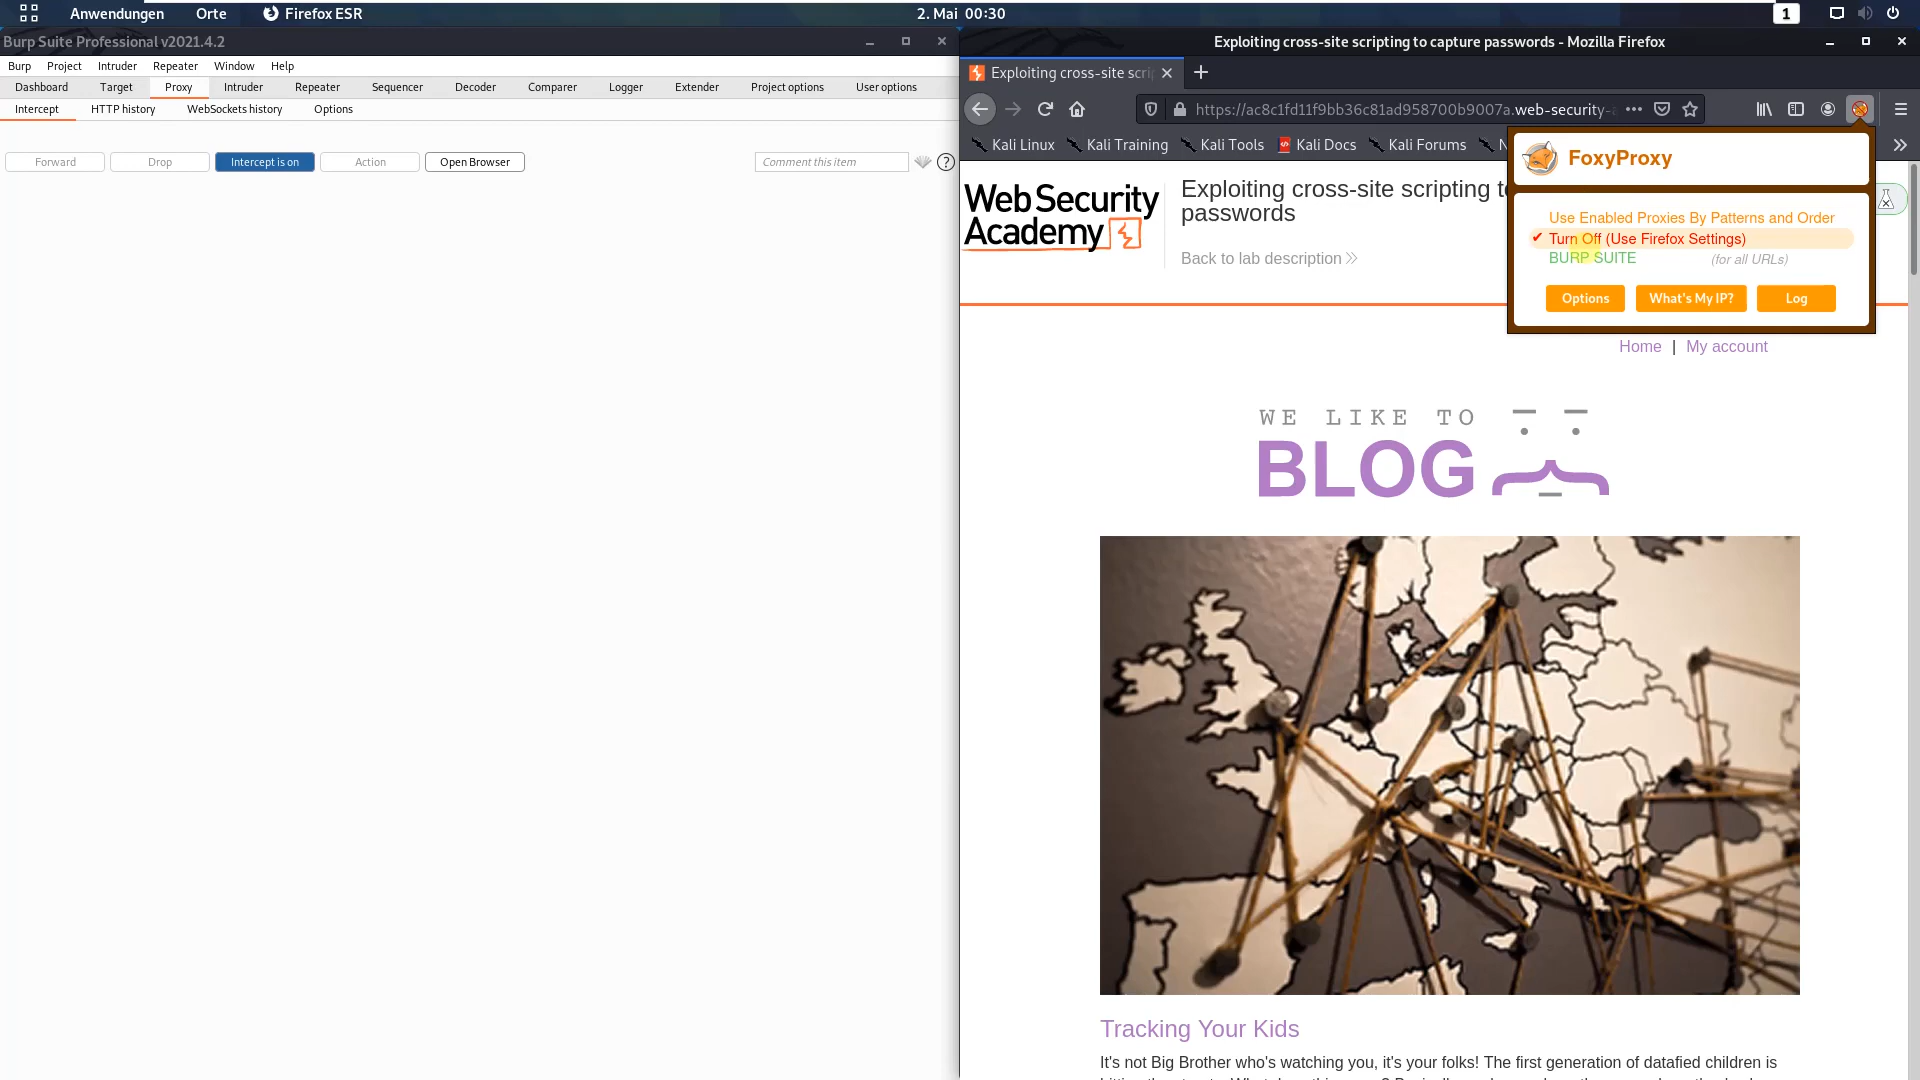 Anwendungen Orte Firefox ESR 2. Mai 00:30 1
Burp Suite Professional v2021.4.2
Burp Project Intruder Repeater Window Help
Dashboard Target Proxy Intruder Repeater Sequencer Decoder Comparer Logger Extender Project options User options
Intercept HTTP history WebSockets history Options
Forward Drop Intercept is on Action Open Browser Comment this item ?
Exploiting cross-site scripting to capture passwords - Mozilla Firefox
Exploiting cross-site scri
https://ac8c1fd11f9bb36c81ad958700b9007a.web-security-a
Kali Linux Kali Training Kali Tools Kali Docs Kali Forums N
FoxyProxy
Use Enabled Proxies By Patterns and Order
✔ Turn Off (Use Firefox Settings)
BURP SUITE (for all URLs)
Options What's My IP? Log
Web Security
Academy
Exploiting cross-site scripting to
passwords
Back to lab description
Home | My account
WE LIKE TO
BLOG
Tracking Your Kids
It's not Big Brother who's watching you, it's your folks! The first generation of datafied children is